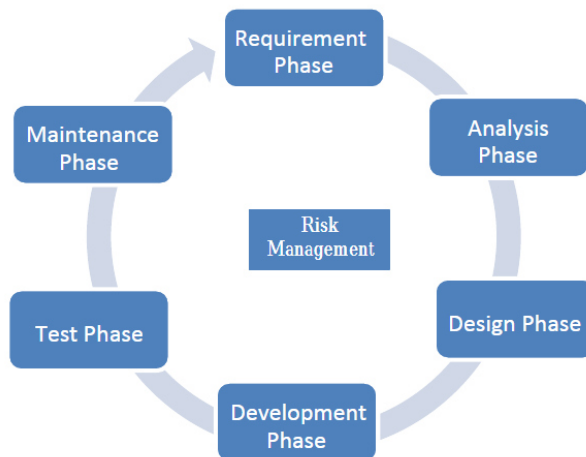 Requirement
Phase
Analysis
Phase
Design Phase
Development
Phase
Test Phase
Maintenance
Phase
Risk
Management